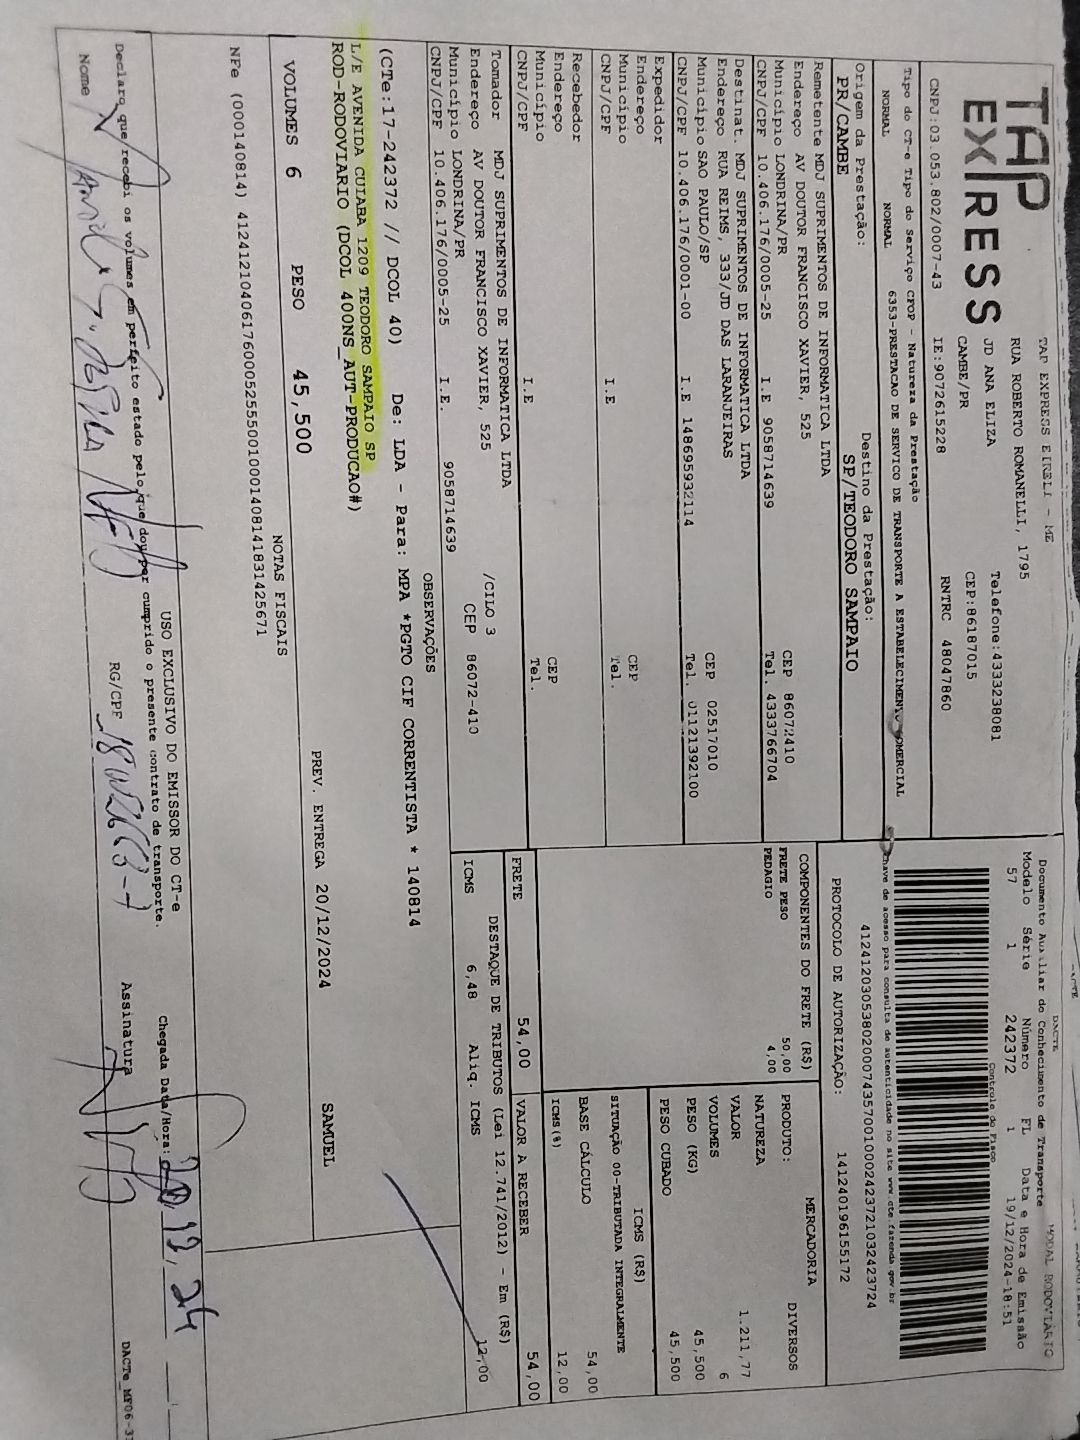 TAP
EXPRESS
TAP EXPRESS EIRELI - ME
RUA ROBERTO ROMANELLI, 1795
JD ANA ELIZA
CAMBE/PR
Telefone:4333238081
CEP:86187015
CNPJ:03.053.802/0007-43 IE:9072615228 RNTRC 48047860
DACTE
Documento Auxiliar do Conhecimento de Transporte MODAL RODOVIÁRIO
Modelo Série Número FL Data e Hora de Emissão
57 1 242372 1 19/12/2024-18:51
Controle do Fisco
Chave de acesso para consulta de autenticidade no site www.cte.fazenda.gov.br
41241203053802000743570010002423721032423724
PROTOCOLO DE AUTORIZAÇÃO: 141240196155172
Tipo do CT-e Tipo do Serviço CFOP - Natureza da Prestação
NORMAL NORMAL 6353-PRESTACAO DE SERVICO DE TRANSPORTE A ESTABELECIMENTO COMERCIAL
Origem da Prestação: Destino da Prestação:
PR/CAMBE SP/TEODORO SAMPAIO
Remetente MDJ SUPRIMENTOS DE INFORMATICA LTDA
Endereço AV DOUTOR FRANCISCO XAVIER, 525
Município LONDRINA/PR CEP 86072410
CNPJ/CPF 10.406.176/0005-25 I.E 9058714639 Tel. 4333766704
Destinat. MDJ SUPRIMENTOS DE INFORMATICA LTDA
Endereço RUA REIMS, 333/JD DAS LARANJEIRAS
Município SAO PAULO/SP CEP 02517010
CNPJ/CPF 10.406.176/0001-00 I.E 148695932114 Tel. 01121392100
Expedidor
Endereço
Município CEP
CNPJ/CPF I.E Tel.
Recebedor
Endereço
Município CEP
CNPJ/CPF I.E Tel.
Tomador MDJ SUPRIMENTOS DE INFORMATICA LTDA
Endereço AV DOUTOR FRANCISCO XAVIER, 525 /CILO 3
Município LONDRINA/PR CEP 86072-410
CNPJ/CPF 10.406.176/0005-25 I.E. 9058714639
COMPONENTES DO FRETE (R$)
FRETE PESO 50,00
PEDAGIO 4,00
MERCADORIA
PRODUTO: DIVERSOS
NATUREZA
VALOR 1.211,77
VOLUMES 6
PESO (KG) 45,500
PESO CUBADO 45,500
ICMS (R$)
SITUAÇÃO 00-TRIBUTADA INTEGRALMENTE
BASE CÁLCULO 54,00
ICMS(%) 12,00
FRETE 54,00 VALOR A RECEBER 54,00
DESTAQUE DE TRIBUTOS (Lei 12.741/2012) - Em (R$)
ICMS 6,48 Aliq. ICMS 12,00
OBSERVAÇÕES
(CTe:17-242372 // DCOL 40) De: LDA - Para: MPA *PGTO CIF CORRENTISTA * 140814
L/E AVENIDA CUIABA 1209 TEODORO SAMPAIO SP
ROD-RODOVIARIO (DCOL 400NS_AUT-PRODUCAO#)
VOLUMES 6 PESO 45,500 PREV. ENTREGA 20/12/2024 SAMUEL
NOTAS FISCAIS
NFe (000140814) 41241210406176000525550010001408141831425671
USO EXCLUSIVO DO EMISSOR DO CT-e
Declaro que recebi os volumes em perfeito estado pelo que dou por cumprido o presente contrato de transporte.
Chegada Data/Hora: 20/12/24
Nome RG/CPF Assinatura
DACTe_MF06-31